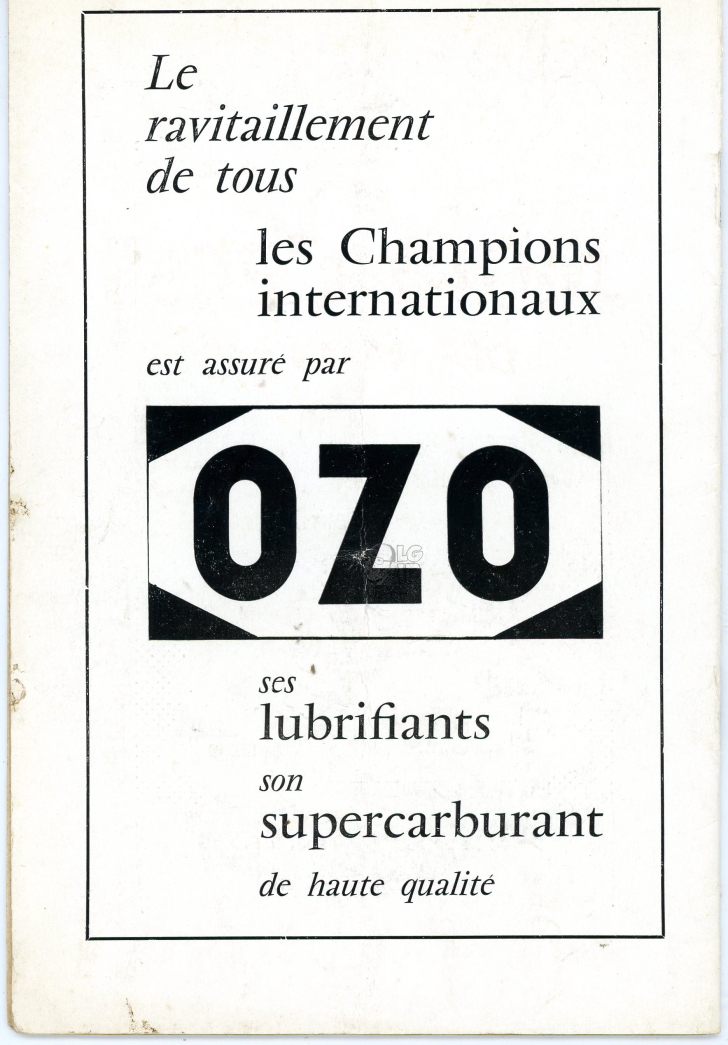 Le
ravitaillement
de tous
les Champions
internationaux
est assuré par
OZO
ses
lubrifiants
son
supercarburant
de haute qualité